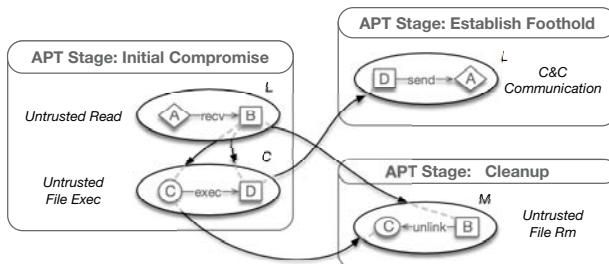 APT Stage: Initial Compromise
L
Untrusted Read
A recv B
C
Untrusted
File Exec
C exec D
APT Stage: Establish Foothold
L
D send A
C&C
Communication
APT Stage: Cleanup
M
C unlink B
Untrusted
File Rm